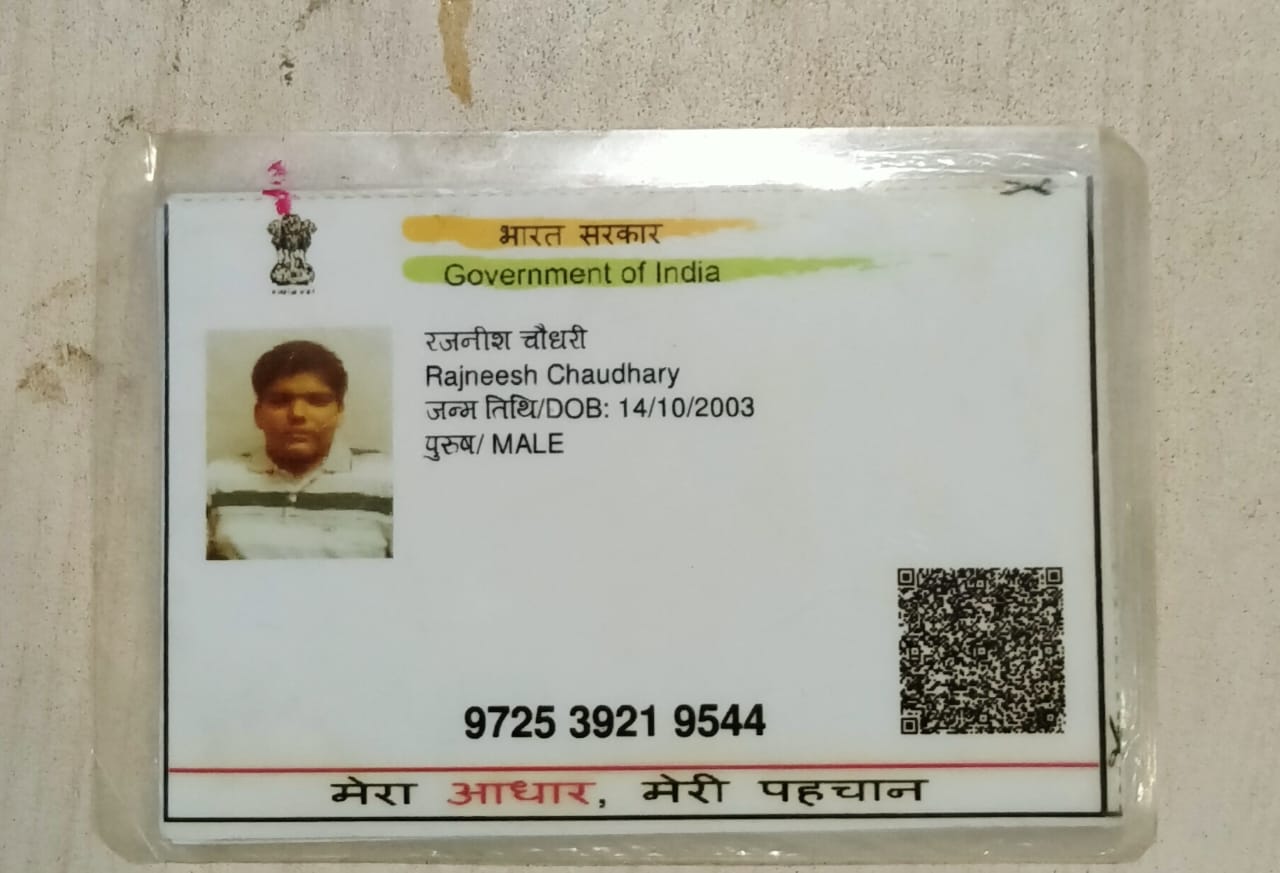 भारत सरकार
Government of India
रजनीश चौधरी
Rajneesh Chaudhary
जन्म तिथि/DOB: 14/10/2003
पुरुष/ MALE
9725 3921 9544
मेरा आधार, मेरी पहचान